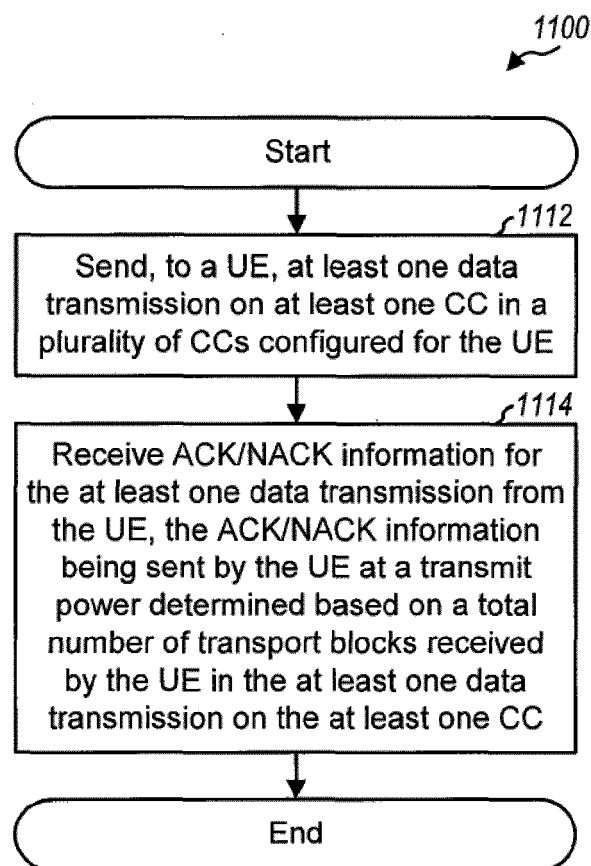 1100
Start
1112
Send, to a UE, at least one data
transmission on at least one CC in a
plurality of CCs configured for the UE
1114
Receive ACK/NACK information for
the at least one data transmission from
the UE, the ACK/NACK information
being sent by the UE at a transmit
power determined based on a total
number of transport blocks received
by the UE in the at least one data
transmission on the at least one CC
End